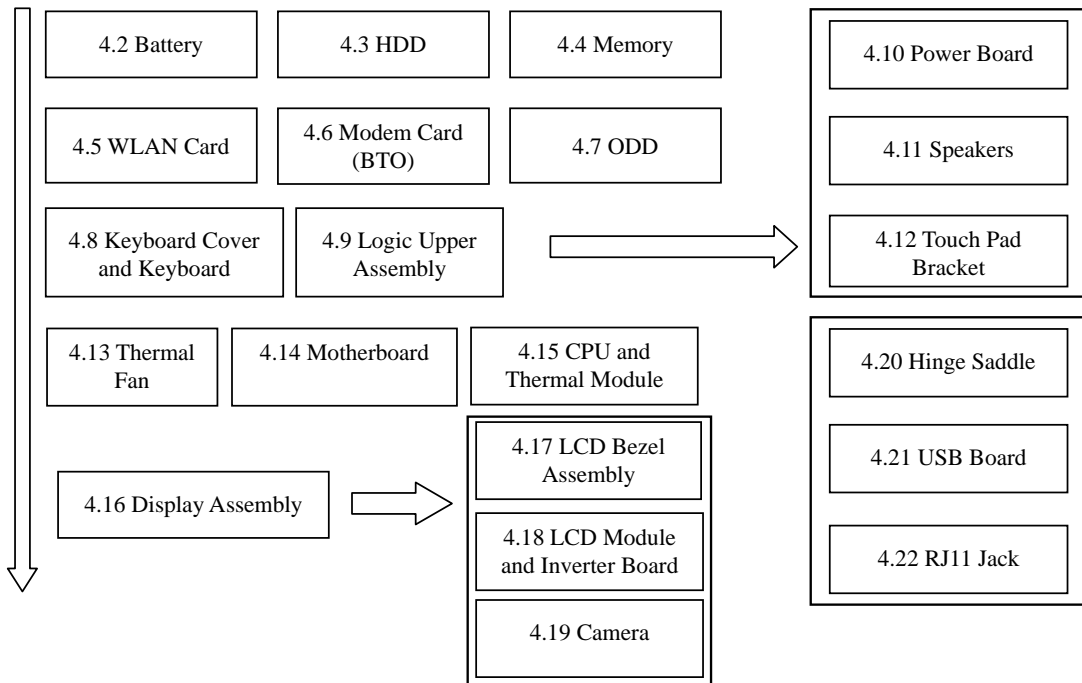 4.2 Battery
4.3 HDD
4.4 Memory
4.5 WLAN Card
4.6 Modem Card
(BTO)
4.7 ODD
4.8 Keyboard Cover
and Keyboard
4.9 Logic Upper
Assembly
4.10 Power Board
4.11 Speakers
4.12 Touch Pad
Bracket
4.13 Thermal
Fan
4.14 Motherboard
4.15 CPU and
Thermal Module
4.16 Display Assembly
4.17 LCD Bezel
Assembly
4.18 LCD Module
and Inverter Board
4.19 Camera
4.20 Hinge Saddle
4.21 USB Board
4.22 RJ11 Jack